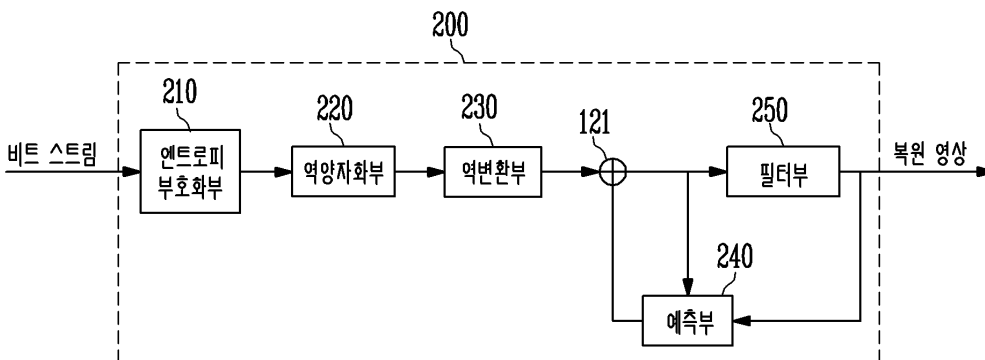 200
210
220
230
121
250
비트 스트림
엔트로피
부호화부
역양자화부
역변환부
필터부
복원 영상
240
예측부